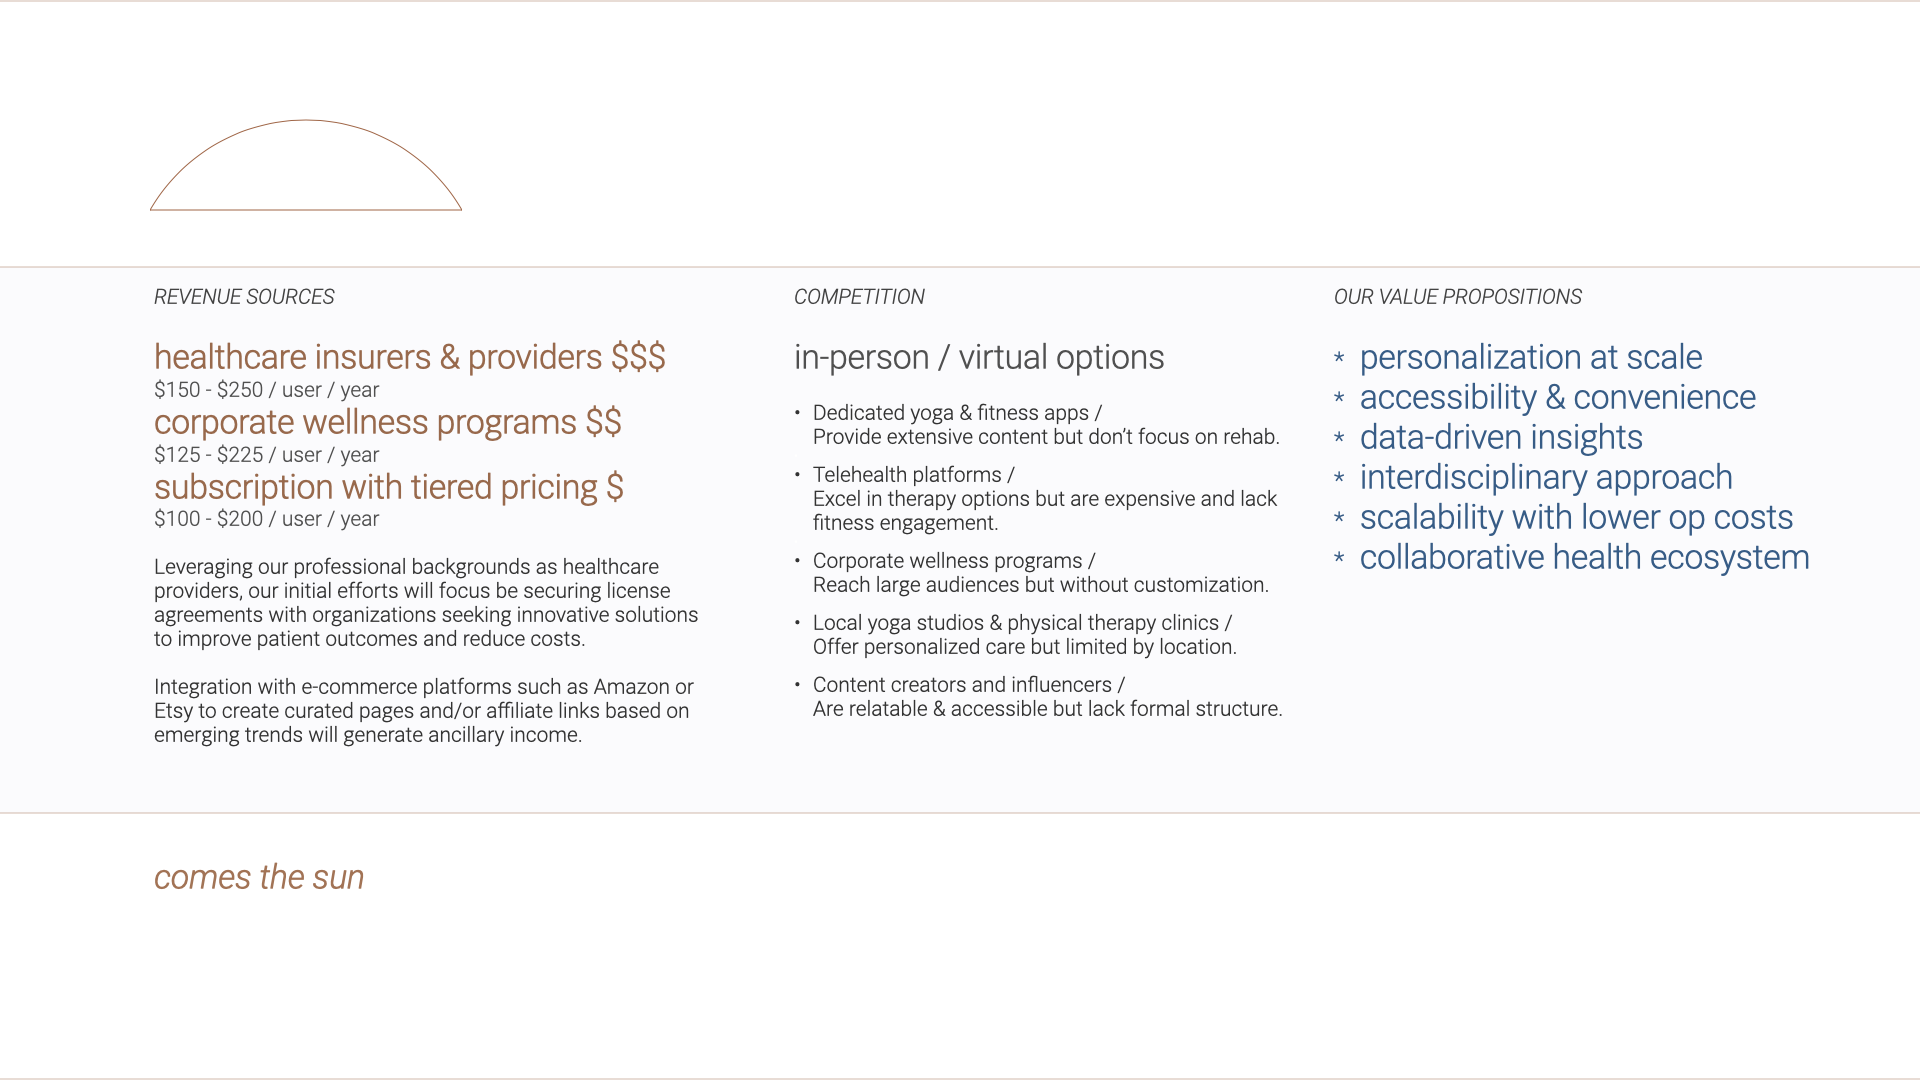 REVENUE SOURCES
healthcare insurers & providers $$$
$150 - $250 / user / year
corporate wellness programs $$
$125 - $225 / user / year
subscription with tiered pricing $
$100 - $200 / user / year
Leveraging our professional backgrounds as healthcare
providers, our initial efforts will focus be securing license
agreements with organizations seeking innovative solutions
to improve patient outcomes and reduce costs.
Integration with e-commerce platforms such as Amazon or
Etsy to create curated pages and/or affiliate links based on
emerging trends will generate ancillary income.
COMPETITION
in-person / virtual options
• Dedicated yoga & fitness apps /
Provide extensive content but don’t focus on rehab.
• Telehealth platforms /
Excel in therapy options but are expensive and lack
fitness engagement.
• Corporate wellness programs /
Reach large audiences but without customization.
• Local yoga studios & physical therapy clinics /
Offer personalized care but limited by location.
• Content creators and influencers /
Are relatable & accessible but lack formal structure.
OUR VALUE PROPOSITIONS
* personalization at scale
* accessibility & convenience
* data-driven insights
* interdisciplinary approach
* scalability with lower op costs
* collaborative health ecosystem
comes the sun